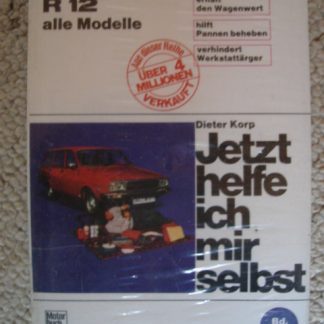 R 12
alle Modelle
erhält
den Wagenwert
hilft
Pannen beheben
verhindert
Werkstattärger
von dieser Reihe
ÜBER 4
MILLIONEN
VERKAUFT
Dieter Korp
Jetzt
helfe
ich
mir
selbst
Motor
Buch
Bd.